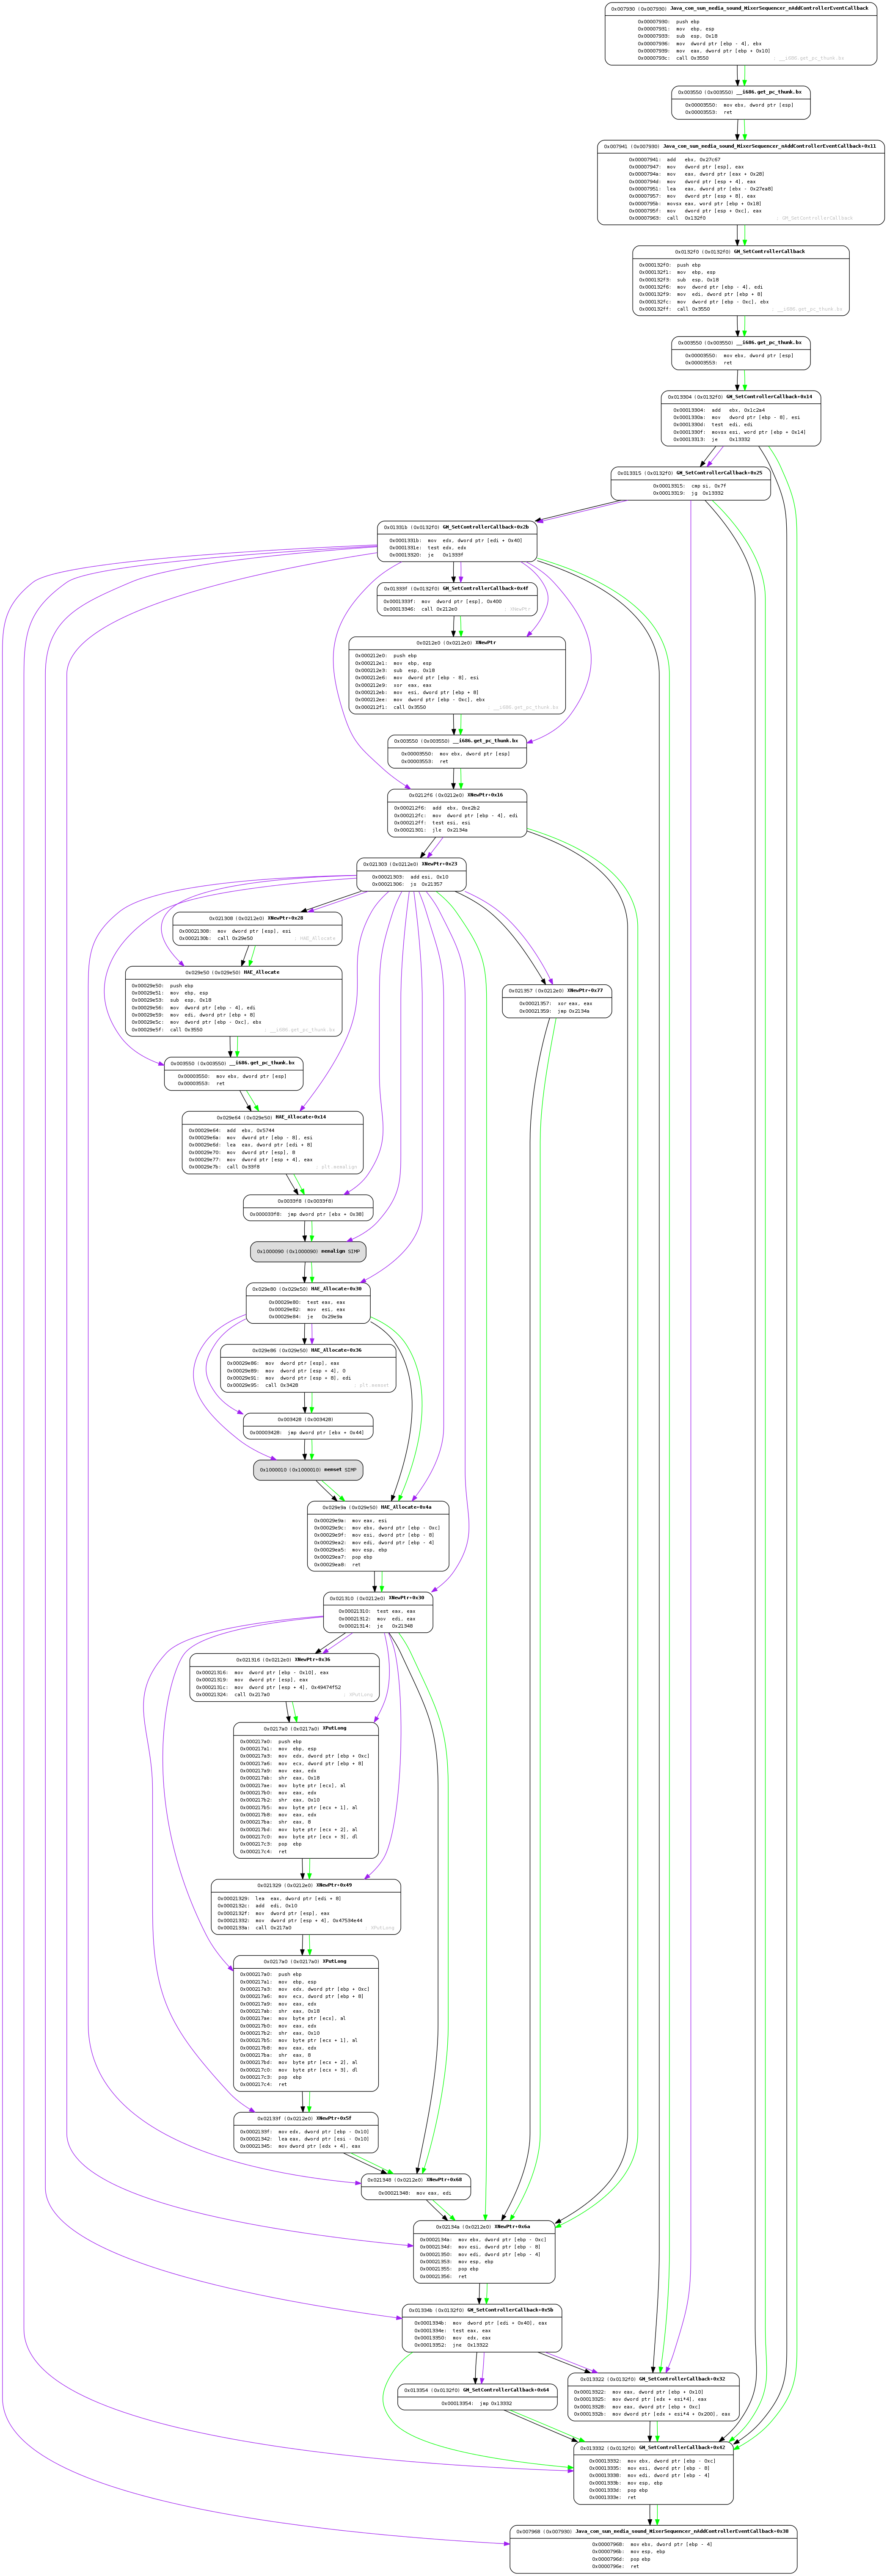 0x007930 (0x007930) Java_con_sun_nedia_sound_MixerSequencer_nAddControllerEventCallback
0x00007930: push ebp
0x00007931: mov ebp, esp
0x00007933: sub esp, 0x18
0x00007936: mov dword ptr [ebp - 4], ebx
0x00007939: mov eax, dword ptr [ebp + 0x10]
0x0000793c: call 0x3550 ; __i686.get_pc_thunk.bx
0x003550 (0x003550) __i686.get_pc_thunk.bx
0x00003550: mov ebx, dword ptr [esp]
0x00003553: ret
0x007941 (0x007930) Java_con_sun_nedia_sound_MixerSequencer_nAddControllerEventCallback+0x11
0x00007941: add ebx, 0x27c67
0x00007947: mov dword ptr [esp], eax
0x0000794a: mov eax, dword ptr [eax + 0x28]
0x0000794d: mov dword ptr [esp + 4], eax
0x00007951: lea eax, dword ptr [ebx - 0x27ea8]
0x00007957: mov dword ptr [esp + 8], eax
0x0000795b: movsx eax, word ptr [ebp + 0x18]
0x0000795f: mov dword ptr [esp + 0xc], eax
0x00007963: call 0x132f0 ; GM_SetControllerCallback
0x0132f0 (0x0132f0) GM_SetControllerCallback
0x000132f0: push ebp
0x000132f1: mov ebp, esp
0x000132f3: sub esp, 0x18
0x000132f6: mov dword ptr [ebp - 4], edi
0x000132f9: mov edi, dword ptr [ebp + 8]
0x000132fc: mov dword ptr [ebp - 0xc], ebx
0x000132ff: call 0x3550 ; __i686.get_pc_thunk.bx
0x003550 (0x003550) __i686.get_pc_thunk.bx
0x00003550: mov ebx, dword ptr [esp]
0x00003553: ret
0x013304 (0x0132f0) GM_SetControllerCallback+0x14
0x00013304: add ebx, 0x1c2a4
0x0001330a: mov dword ptr [ebp - 8], esi
0x0001330d: test edi, edi
0x0001330f: movsx esi, word ptr [ebp + 0x14]
0x00013313: je 0x13332
0x013315 (0x0132f0) GM_SetControllerCallback+0x25
0x00013315: cmp si, 0x7f
0x00013319: jg 0x13332
0x01331b (0x0132f0) GM_SetControllerCallback+0x2b
0x0001331b: mov edx, dword ptr [edi + 0x40]
0x0001331e: test edx, edx
0x00013320: je 0x1333f
0x01333f (0x0132f0) GM_SetControllerCallback+0x4f
0x0001333f: mov dword ptr [esp], 0x400
0x00013346: call 0x212e0 ; XNewPtr
0x0212e0 (0x0212e0) XNewPtr
0x000212e0: push ebp
0x000212e1: mov ebp, esp
0x000212e3: sub esp, 0x18
0x000212e6: mov dword ptr [ebp - 8], esi
0x000212e9: xor eax, eax
0x000212eb: mov esi, dword ptr [ebp + 8]
0x000212ee: mov dword ptr [ebp - 0xc], ebx
0x000212f1: call 0x3550 ; __i686.get_pc_thunk.bx
0x003550 (0x003550) __i686.get_pc_thunk.bx
0x00003550: mov ebx, dword ptr [esp]
0x00003553: ret
0x0212f6 (0x0212e0) XNewPtr+0x16
0x000212f6: add ebx, 0xe2b2
0x000212fc: mov dword ptr [ebp - 4], edi
0x000212ff: test esi, esi
0x00021301: jle 0x2134a
0x021303 (0x0212e0) XNewPtr+0x23
0x00021303: add esi, 0x10
0x00021306: js 0x21357
0x021308 (0x0212e0) XNewPtr+0x28
0x00021308: mov dword ptr [esp], esi
0x0002130b: call 0x29e50 ; HAE_Allocate
0x029e50 (0x029e50) HAE_Allocate
0x00029e50: push ebp
0x00029e51: mov ebp, esp
0x00029e53: sub esp, 0x18
0x00029e56: mov dword ptr [ebp - 4], edi
0x00029e59: mov edi, dword ptr [ebp + 8]
0x00029e5c: mov dword ptr [ebp - 0xc], ebx
0x00029e5f: call 0x3550 ; __i686.get_pc_thunk.bx
0x021357 (0x0212e0) XNewPtr+0x77
0x00021357: xor eax, eax
0x00021359: jmp 0x2134a
0x003550 (0x003550) __i686.get_pc_thunk.bx
0x00003550: mov ebx, dword ptr [esp]
0x00003553: ret
0x029e64 (0x029e50) HAE_Allocate+0x14
0x00029e64: add ebx, 0x5744
0x00029e6a: mov dword ptr [ebp - 8], esi
0x00029e6d: lea eax, dword ptr [edi + 8]
0x00029e70: mov dword ptr [esp], 8
0x00029e77: mov dword ptr [esp + 4], eax
0x00029e7b: call 0x33f8 ; plt.memalign
0x0033f8 (0x0033f8)
0x000033f8: jmp dword ptr [ebx + 0x38]
0x1000090 (0x1000090) memalign SIMP
0x029e80 (0x029e50) HAE_Allocate+0x30
0x00029e80: test eax, eax
0x00029e82: mov esi, eax
0x00029e84: je 0x29e9a
0x029e86 (0x029e50) HAE_Allocate+0x36
0x00029e86: mov dword ptr [esp], eax
0x00029e89: mov dword ptr [esp + 4], 0
0x00029e91: mov dword ptr [esp + 8], edi
0x00029e95: call 0x3428 ; plt.memset
0x003428 (0x003428)
0x00003428: jmp dword ptr [ebx + 0x44]
0x1000010 (0x1000010) memset SIMP
0x029e9a (0x029e50) HAE_Allocate+0x4a
0x00029e9a: mov eax, esi
0x00029e9c: mov ebx, dword ptr [ebp - 0xc]
0x00029e9f: mov esi, dword ptr [ebp - 8]
0x00029ea2: mov edi, dword ptr [ebp - 4]
0x00029ea5: mov esp, ebp
0x00029ea7: pop ebp
0x00029ea8: ret
0x021310 (0x0212e0) XNewPtr+0x30
0x00021310: test eax, eax
0x00021312: mov edi, eax
0x00021314: je 0x21348
0x021316 (0x0212e0) XNewPtr+0x36
0x00021316: mov dword ptr [ebp - 0x10], eax
0x00021319: mov dword ptr [esp], eax
0x0002131c: mov dword ptr [esp + 4], 0x49474f52
0x00021324: call 0x217a0 ; XPutLong
0x0217a0 (0x0217a0) XPutLong
0x000217a0: push ebp
0x000217a1: mov ebp, esp
0x000217a3: mov edx, dword ptr [ebp + 0xc]
0x000217a6: mov ecx, dword ptr [ebp + 8]
0x000217a9: mov eax, edx
0x000217ab: shr eax, 0x18
0x000217ae: mov byte ptr [ecx], al
0x000217b0: mov eax, edx
0x000217b2: shr eax, 0x10
0x000217b5: mov byte ptr [ecx + 1], al
0x000217b8: mov eax, edx
0x000217ba: shr eax, 8
0x000217bd: mov byte ptr [ecx + 2], al
0x000217c0: mov byte ptr [ecx + 3], dl
0x000217c3: pop ebp
0x000217c4: ret
0x021329 (0x0212e0) XNewPtr+0x49
0x00021329: lea eax, dword ptr [edi + 8]
0x0002132c: add edi, 0x10
0x0002132f: mov dword ptr [esp], eax
0x00021332: mov dword ptr [esp + 4], 0x47534e44
0x0002133a: call 0x217a0 ; XPutLong
0x0217a0 (0x0217a0) XPutLong
0x000217a0: push ebp
0x000217a1: mov ebp, esp
0x000217a3: mov edx, dword ptr [ebp + 0xc]
0x000217a6: mov ecx, dword ptr [ebp + 8]
0x000217a9: mov eax, edx
0x000217ab: shr eax, 0x18
0x000217ae: mov byte ptr [ecx], al
0x000217b0: mov eax, edx
0x000217b2: shr eax, 0x10
0x000217b5: mov byte ptr [ecx + 1], al
0x000217b8: mov eax, edx
0x000217ba: shr eax, 8
0x000217bd: mov byte ptr [ecx + 2], al
0x000217c0: mov byte ptr [ecx + 3], dl
0x000217c3: pop ebp
0x000217c4: ret
0x02133f (0x0212e0) XNewPtr+0x5f
0x0002133f: mov edx, dword ptr [ebp - 0x10]
0x00021342: lea eax, dword ptr [esi - 0x10]
0x00021345: mov dword ptr [edx + 4], eax
0x021348 (0x0212e0) XNewPtr+0x68
0x00021348: mov eax, edi
0x02134a (0x0212e0) XNewPtr+0x6a
0x0002134a: mov ebx, dword ptr [ebp - 0xc]
0x0002134d: mov esi, dword ptr [ebp - 8]
0x00021350: mov edi, dword ptr [ebp - 4]
0x00021353: mov esp, ebp
0x00021355: pop ebp
0x00021356: ret
0x01334b (0x0132f0) GM_SetControllerCallback+0x5b
0x0001334b: mov dword ptr [edi + 0x40], eax
0x0001334e: test eax, eax
0x00013350: mov edx, eax
0x00013352: jne 0x13322
0x013354 (0x0132f0) GM_SetControllerCallback+0x64
0x00013354: jmp 0x13332
0x013322 (0x0132f0) GM_SetControllerCallback+0x32
0x00013322: mov eax, dword ptr [ebp + 0x10]
0x00013325: mov dword ptr [edx + esi*4], eax
0x00013328: mov eax, dword ptr [ebp + 0xc]
0x0001332b: mov dword ptr [edx + esi*4 + 0x200], eax
0x013332 (0x0132f0) GM_SetControllerCallback+0x42
0x00013332: mov ebx, dword ptr [ebp - 0xc]
0x00013335: mov esi, dword ptr [ebp - 8]
0x00013338: mov edi, dword ptr [ebp - 4]
0x0001333b: mov esp, ebp
0x0001333d: pop ebp
0x0001333e: ret
0x007968 (0x007930) Java_con_sun_nedia_sound_MixerSequencer_nAddControllerEventCallback+0x38
0x00007968: mov ebx, dword ptr [ebp - 4]
0x0000796b: mov esp, ebp
0x0000796d: pop ebp
0x0000796e: ret